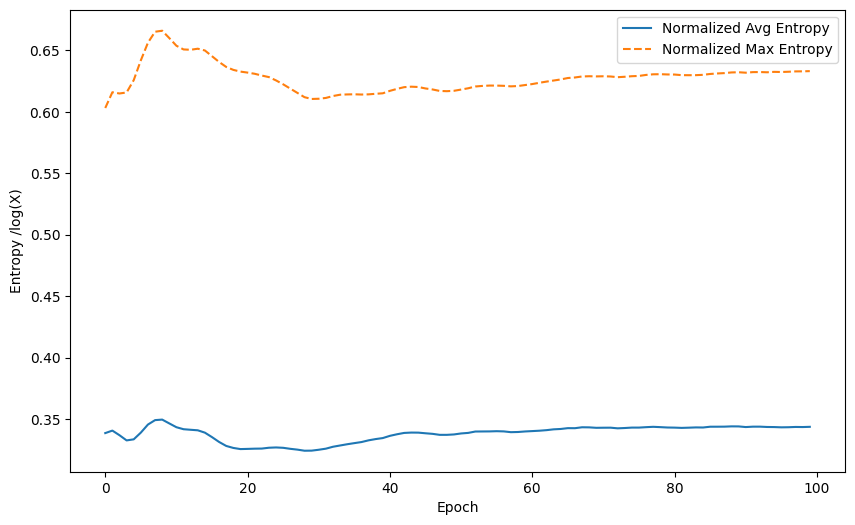 Normalized Avg Entropy
Normalized Max Entropy
0.65
0.60
0.55
0.50
0.45
0.40
0.35
Entropy /log(X)
0 20 40 60 80 100
Epoch